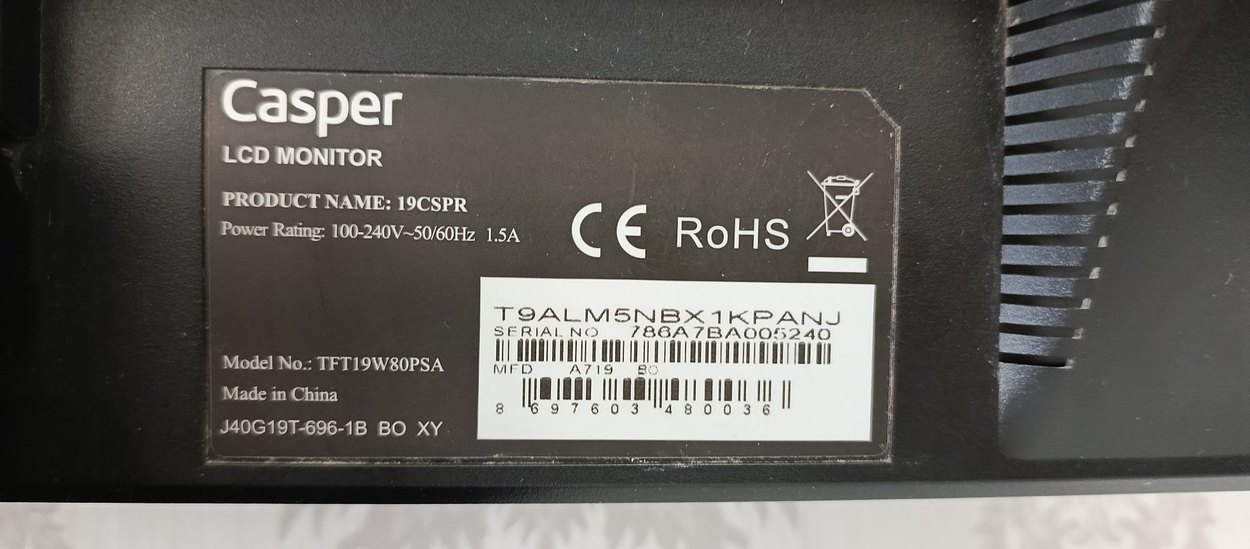 Casper
LCD MONITOR
PRODUCT NAME: 19CSPR
Power Rating: 100-240V~50/60Hz 1.5A
CE RoHS
T9ALM5NBX1KPANJ
SERIAL NO 786A7BA005240
MFD A719 BO
8 697603 480036
Model No.: TFT19W80PSA
Made in China
J40G19T-696-1B BO XY